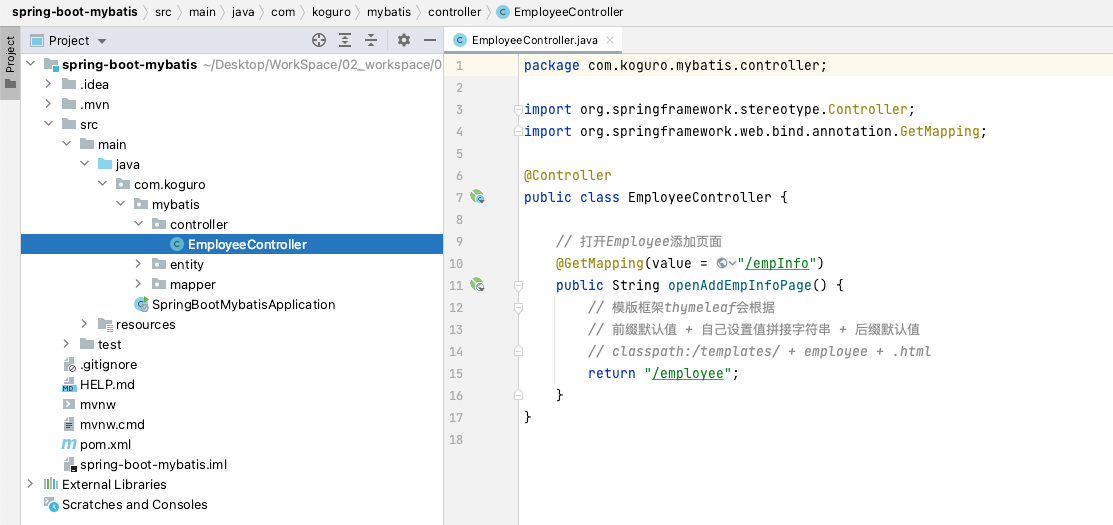 spring-boot-mybatis 〉 src 〉 main 〉 java 〉 com 〉 koguro 〉 mybatis 〉 controller 〉 EmployeeController
Project
Project
EmployeeController.java
spring-boot-mybatis ~/Desktop/WorkSpace/02_workspace/0
.idea
.mvn
src
main
java
com.koguro
mybatis
controller
EmployeeController
entity
mapper
SpringBootMybatisApplication
resources
test
.gitignore
HELP.md
mvnw
mvnw.cmd
pom.xml
spring-boot-mybatis.iml
External Libraries
Scratches and Consoles
1 package com.koguro.mybatis.controller;
2
3 import org.springframework.stereotype.Controller;
4 import org.springframework.web.bind.annotation.GetMapping;
5
6 @Controller
7 public class EmployeeController {
8
9 // 打开Employee添加页面
10 @GetMapping(value = "/empInfo")
11 public String openAddEmpInfoPage() {
12 // 模版框架thymeleaf会根据
13 // 前缀默认值 + 自己设置值拼接字符串 + 后缀默认值
14 // classpath:/templates/ + employee + .html
15 return "/employee";
16 }
17 }
18